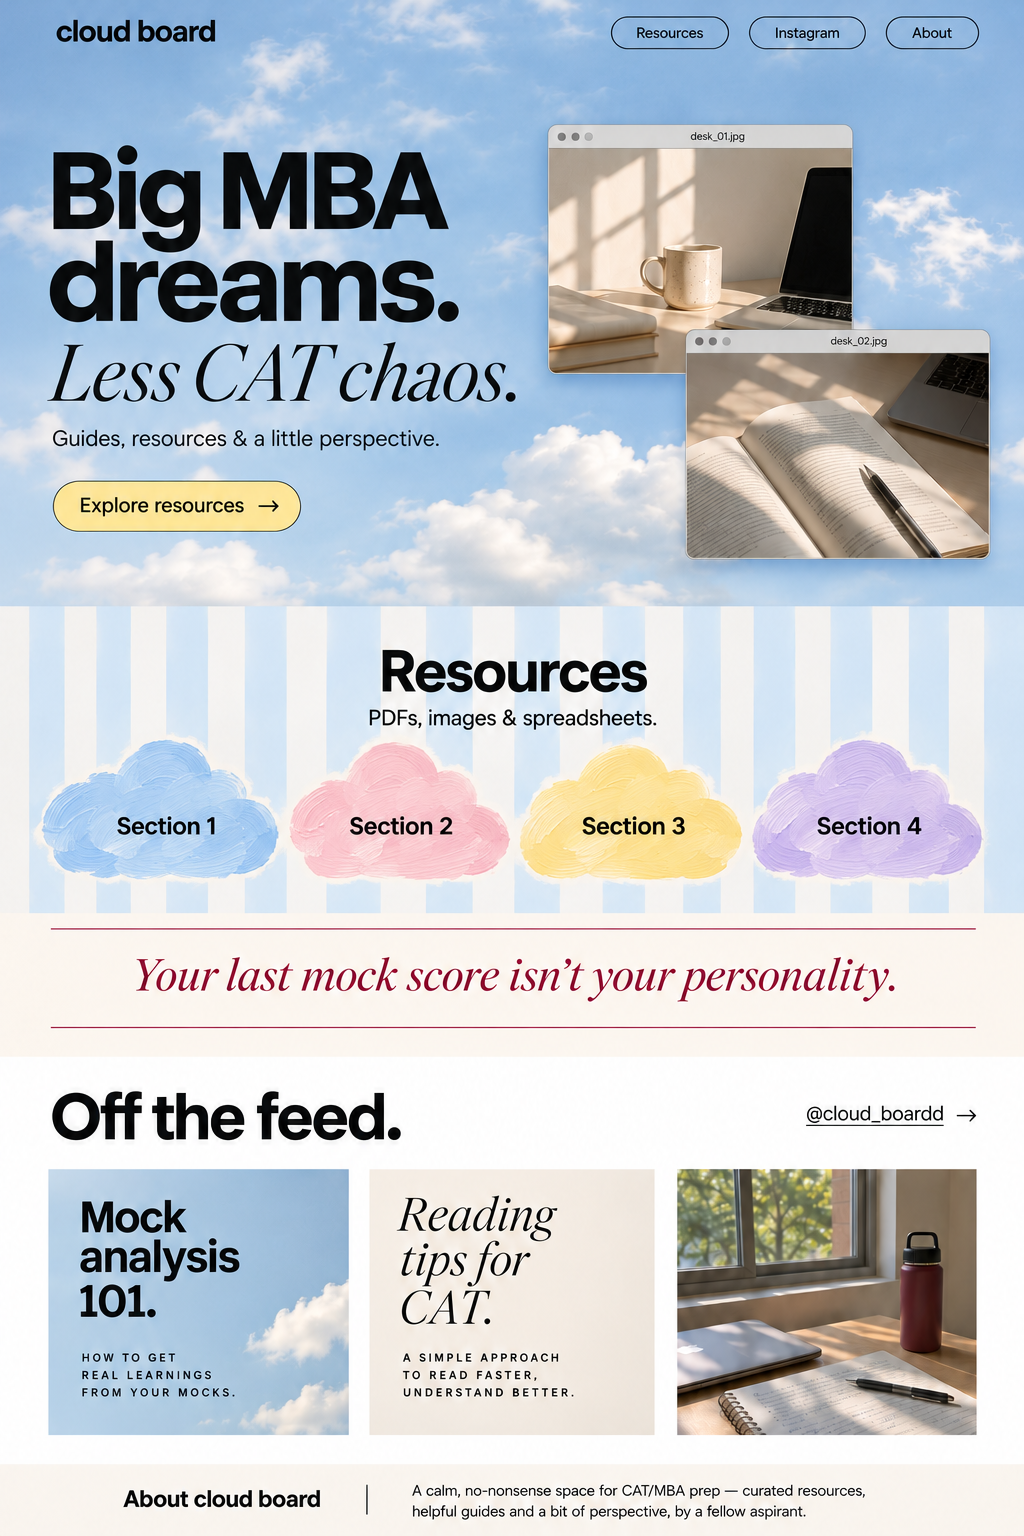 cloud board
Resources
Instagram
About
Big MBA
dreams.
Less CAT chaos.
Guides, resources & a little perspective.
Explore resources →
desk_01.jpg
desk_02.jpg
Resources
PDFs, images & spreadsheets.
Section 1
Section 2
Section 3
Section 4
Your last mock score isn’t your personality.
Off the feed.
@cloud_boardd →
Mock
analysis
101.
HOW TO GET
REAL LEARNINGS
FROM YOUR MOCKS.
Reading
tips for
CAT.
A SIMPLE APPROACH
TO READ FASTER,
UNDERSTAND BETTER.
About cloud board
A calm, no-nonsense space for CAT/MBA prep — curated resources,
helpful guides and a bit of perspective, by a fellow aspirant.